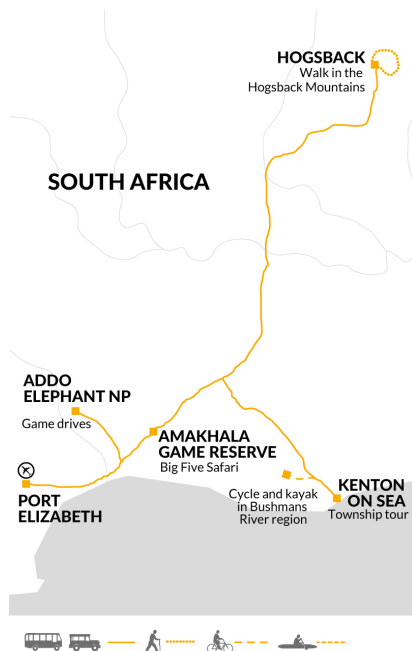 HOGSBACK
Walk in the
Hogsback Mountains
SOUTH AFRICA
ADDO
ELEPHANT NP
Game drives
AMAKHALA
GAME RESERVE
Big Five Safari
PORT
ELIZABETH
Cycle and kayak
in Bushmans
River region
KENTON
ON SEA
Township tour